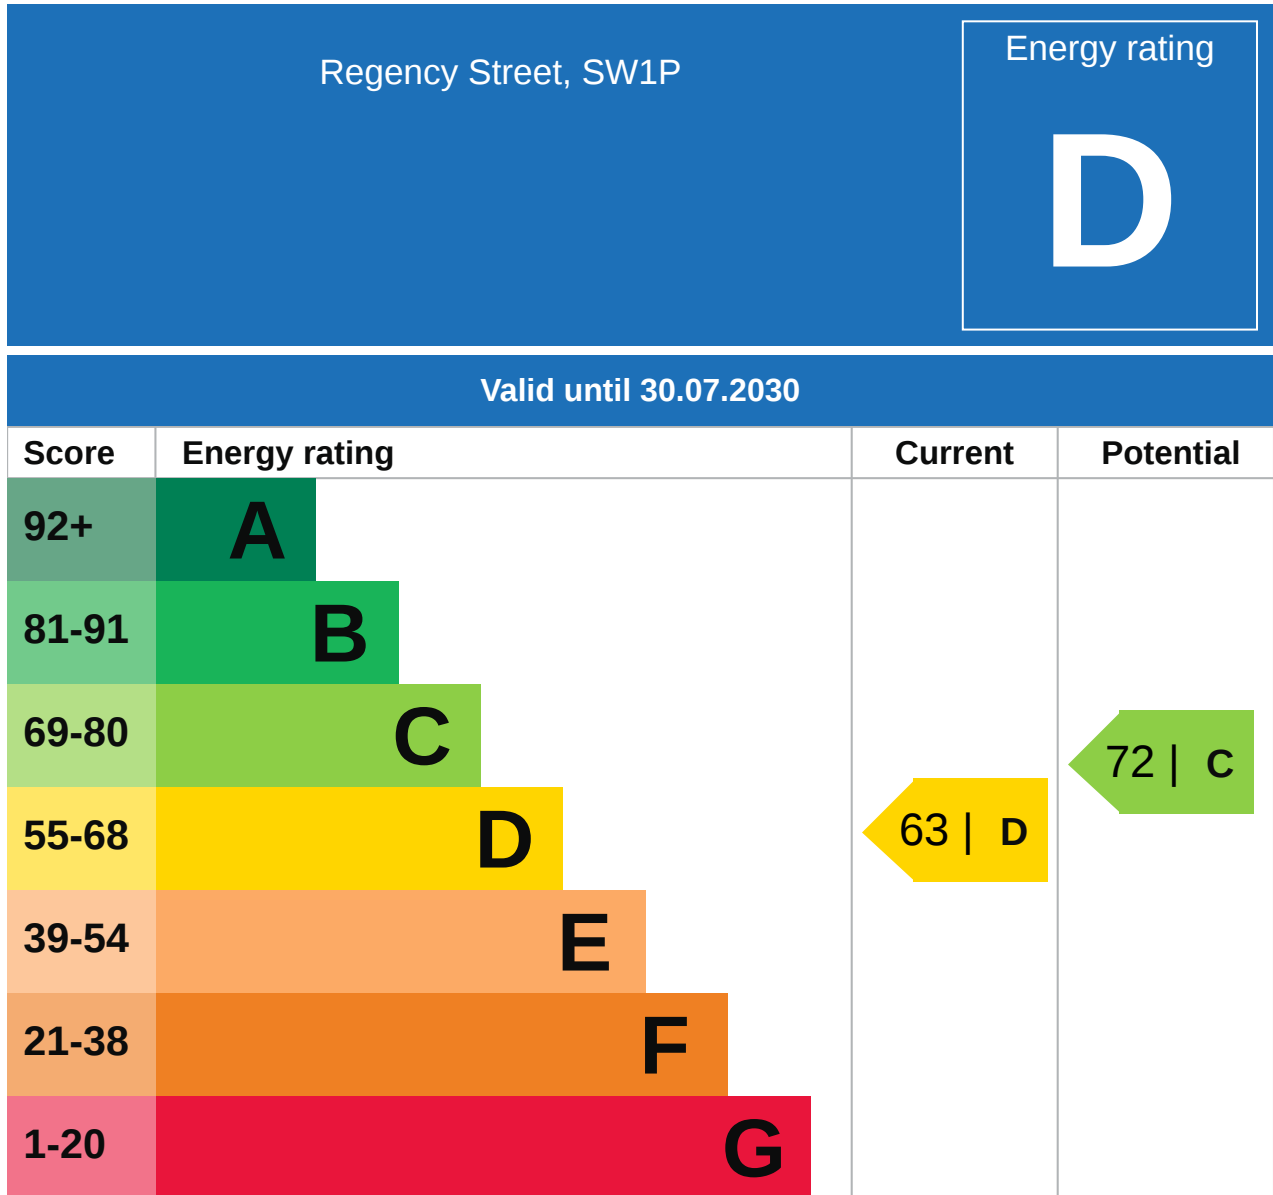 Regency Street, SW1P
Energy rating
D
Valid until 30.07.2030
Score Energy rating Current Potential
92+ A
81-91 B
69-80 C
72 | C
55-68 D
63 | D
39-54 E
21-38 F
1-20 G